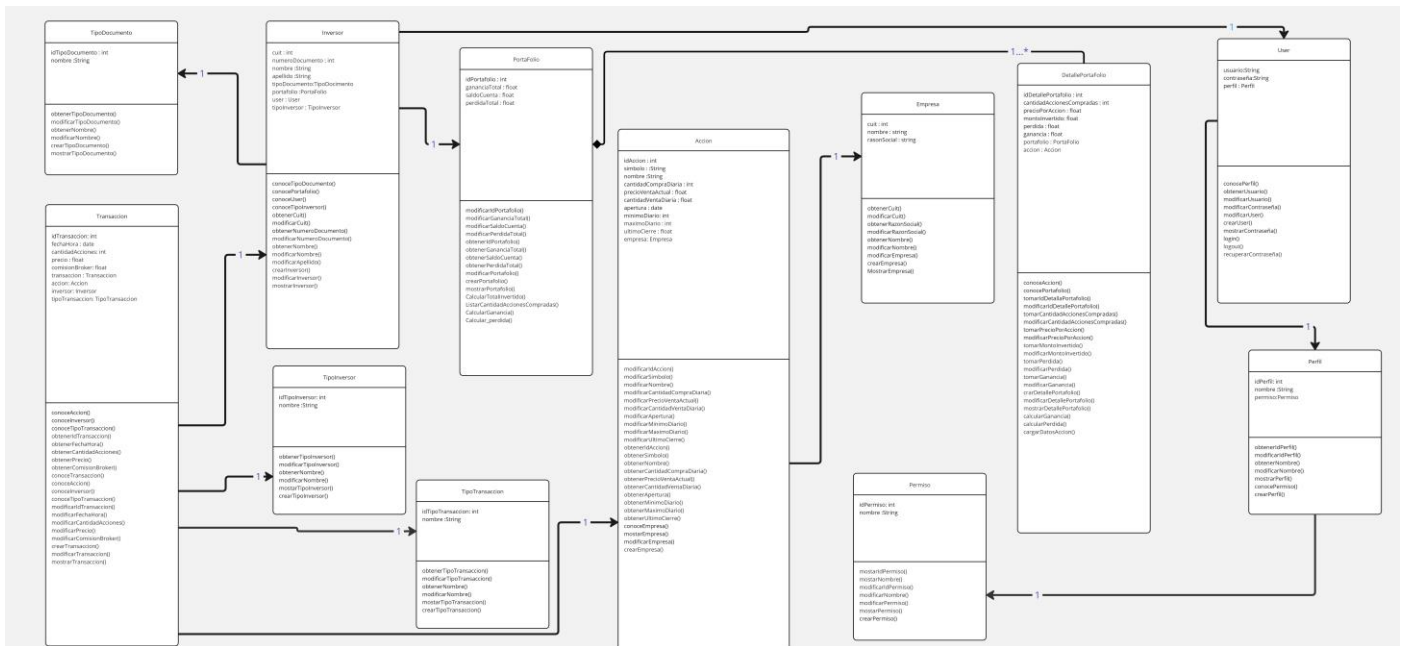 TipoDocumento
idTipoDocumento : int
nombre :String
obtenerTipoDocumento()
modificarTipoDocumento()
obtenerNombre()
modificarNombre()
crearTipoDocumento()
mostrarTipoDocumento()
1
Inversor
cuit : int
numeroDocumento : int
nombre :String
apellido :String
tipoDocumento:TipoDocimento
portafolio :PortaFolio
user : User
tipoInversor : TipoInversor
conoceTipoDocumento()
conocePortafolio()
conoceUser()
conoceTipoInversor()
obtenerCuit()
modificarCuit()
obtenerNumeroDocumento()
modificarNumeroDocumento()
obtenerNombre()
modificarNombre()
modificarApellido()
crearInversor()
modificarInversor()
mostrarInversor()
1
PortaFolio
idPortafolio : int
gananciaTotal : float
saldoCuenta : float
perdidaTotal : float
modificarIdPortafolio()
modificarGananciaTotal()
modificarSaldoCuenta()
modificarPerdidaTotal()
obtenerIdPortafolio()
obtenerGananciaTotal()
obtenerSaldoCuenta()
obtenerPerdidaTotal()
modificarPortafolio()
crearPortafolio()
mostrarPortafolio()
CalcularTotalInvertido()
ListarCantidadAccionesCompradas()
CalcularGanancia()
Calcular_perdida()
1
1...*
Accion
idAccion : int
simbolo : :String
nombre :String
cantidadCompraDiaria : int
precioVentaActual : float
cantidadVentaDiaria : float
apertura : date
minimoDiario: int
maximoDiario : int
ultimoCierre : float
empresa: Empresa
modificarIdAccion()
modificarSimbolo()
modificarNombre()
modificarCantidadCompraDiaria()
modificarPrecioVentaActual()
modificarCantidadVentaDiaria()
modificarApertura()
modificarMinimoDiario()
modificarMaximoDiario()
modificarUltimoCierre()
obtenerIdAccion()
obtenerSimbolo()
obtenerNombre()
obtenerCantidadCompraDiaria()
obtenerPrecioVentaActual()
obtenerCantidadVentaDiaria()
obtenerApertura()
obtenerMinimoDiario()
obtenerMaximoDiario()
obtenerUltimoCierre()
conoceEmpresa()
mosterEmpresa()
modificarEmpresa()
crearEmpresa()
1
Empresa
cuit : int
nombre : string
razonSocial : string
obtenerCuit()
modificarCuit()
obtenerRazonSocial()
modificarRazonSocial()
obtenerNombre()
modificarNombre()
modificarEmpresa()
crearEmpresa()
MostrarEmpresa()
DetallePortaFolio
idDetallePortafolio : int
cantidadAccionesCompradas : int
precioPorAccion : float
montoInvertido: float
perdida : float
ganancia : float
portafolio : PortaFolio
accion : Accion
conoceAccion()
conocePortafolio()
tomarIdDetallePortafolio()
modificarIdDetallePortafolio()
tomarCantidadAccionesCompradas()
modificarCantidadAccionesCompradas()
tomarPrecioPorAccion()
modificarPrecioPorAccion()
tomarMontoInvertido()
modificarMontoInvertido()
tomarPerdida()
modificarPerdida()
tomarGanancia()
modificarGanancia()
crarDetallePortafolio()
modificarDetallePortafolio()
mostrarDetallePortafolio()
calcularGanancia()
calcularPerdida()
cargarDatosAccion()
1
User
usuario:String
contraseña:String
perfil : Perfil
conocePerfil()
obtenerUsuario()
modificarUsuario()
modificarContraseña()
modificarUser()
crearUser()
mostrarContraseña()
login()
logout()
recuperarContraseña()
1
Perfil
idPerfil: int
nombre :String
permiso:Permiso
obteneridPerfil()
modificarIdPerfil()
obtenerNombre()
modificarNombre()
mostrarPerfil()
conocePermiso()
crearPerfil()
1
Permiso
idPermiso: int
nombre :String
mostarIdPermiso()
mostarNombre()
modificarIdPermiso()
modificarNombre()
modificarPermiso()
mostarPermiso()
crearPermiso()
Transaccion
idTransaccion: int
fechaHora : date
cantidadAcciones: int
precio : float
comisionBroker: float
transaccion : Transaccion
accion: Accion
inversor: Inversor
tipoTransaccion: TipoTransaccion
conoceAccion()
conoceInversor()
conoceTipoTransaccion()
obtenerIdTransaccion()
obtenerFechaHora()
obtenerCantidadAcciones()
obtenerPrecio()
obtenerComisionBroker()
conoceTransaccion()
conoceAccion()
conoceInversor()
conoceTipoTransaccion()
modificarIdTransaccion()
modificarFechaHora()
modificarCantidadAcciones()
modificarPrecio()
modificarComisionBroker()
crearTransaccion()
modificarTransaccion()
mostrarTransaccion()
1
TipoInversor
idTipoInversor: int
nombre :String
obtenerTipoInversor()
modificarTipoInversor()
obtenerNombre()
modificarNombre()
mostarTipoInversor()
crearTipoInversor()
1
TipoTransaccion
idTipoTransaccion: int
nombre :String
obtenerTipoTransaccion()
modificarTipoTransaccion()
obtenerNombre()
modificarNombre()
mostarTipoTransaccion()
crearTipoTransaccion()
1
1